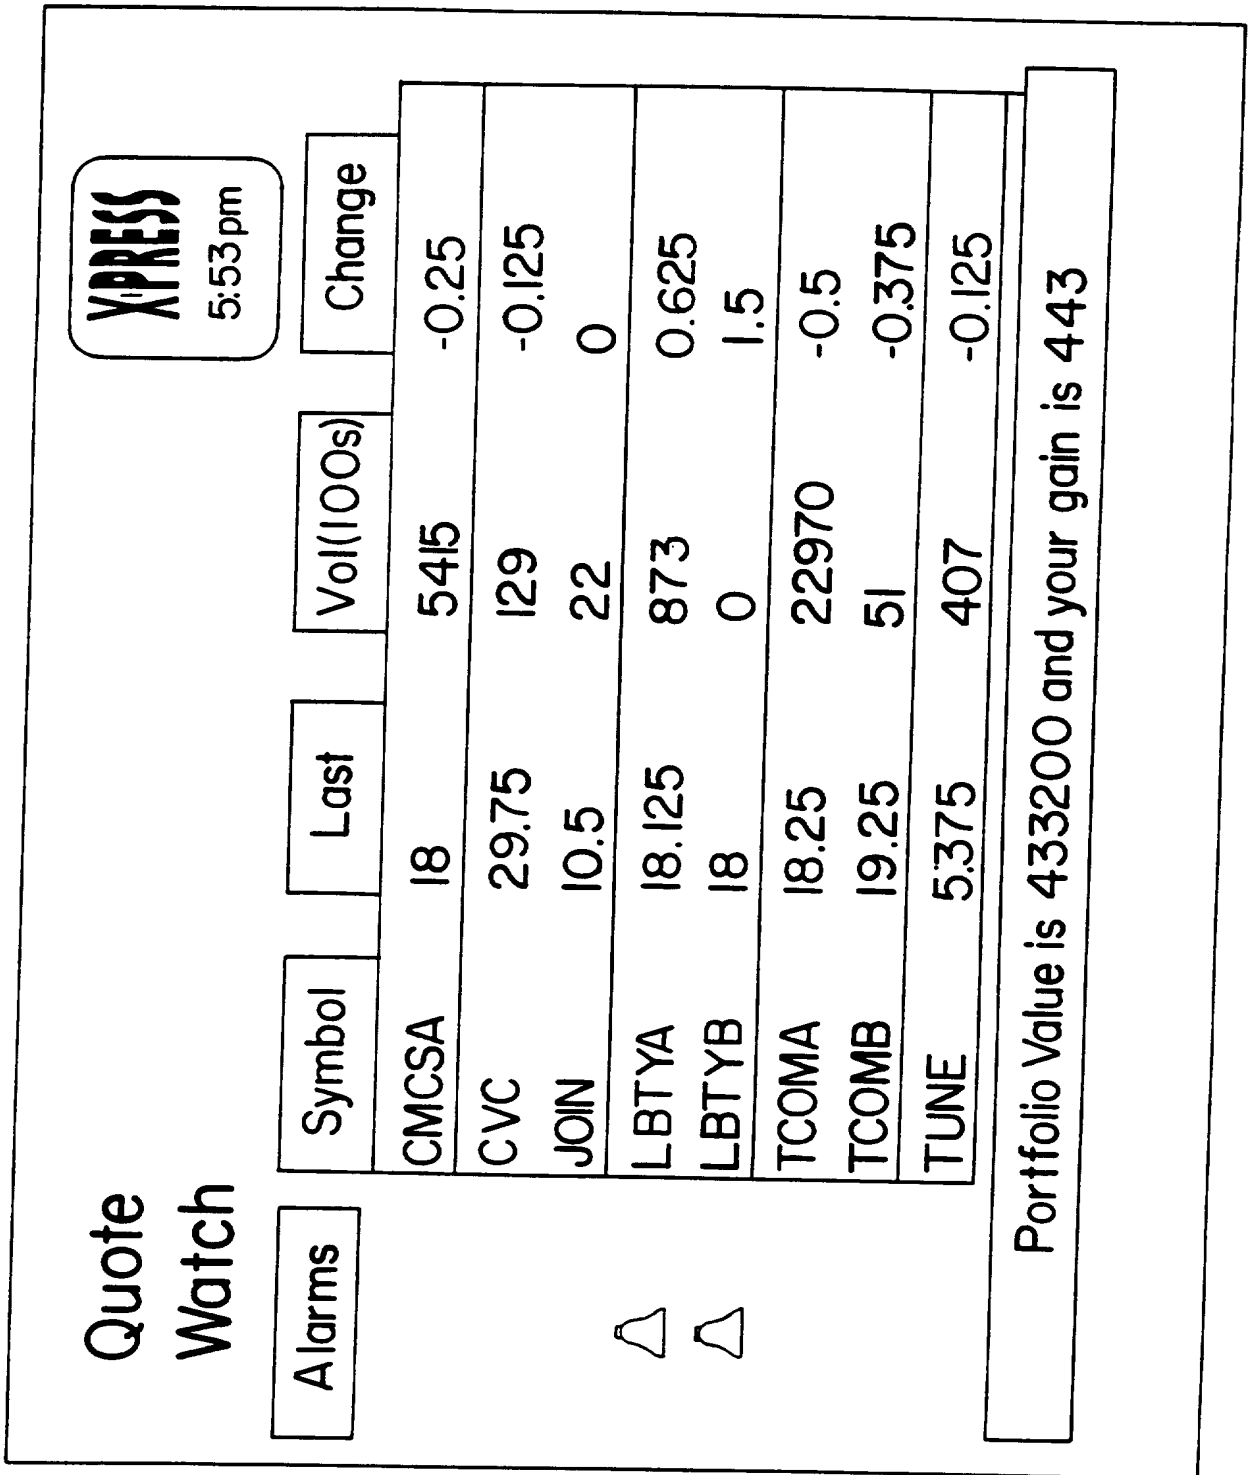 Quote
Watch
X·PRESS
5:53pm
Alarms Symbol Last Vol(100s) Change
CMCSA 18 5415 -0.25
CVC 29.75 129 -0.125
JOIN 10.5 22 0
LBTYA 18.125 873 0.625
LBTYB 18 0 1.5
TCOMA 18.25 22970 -0.5
TCOMB 19.25 51 -0.375
TUNE 5.375 407 -0.125
Portfolio Value is 433200 and your gain is 443